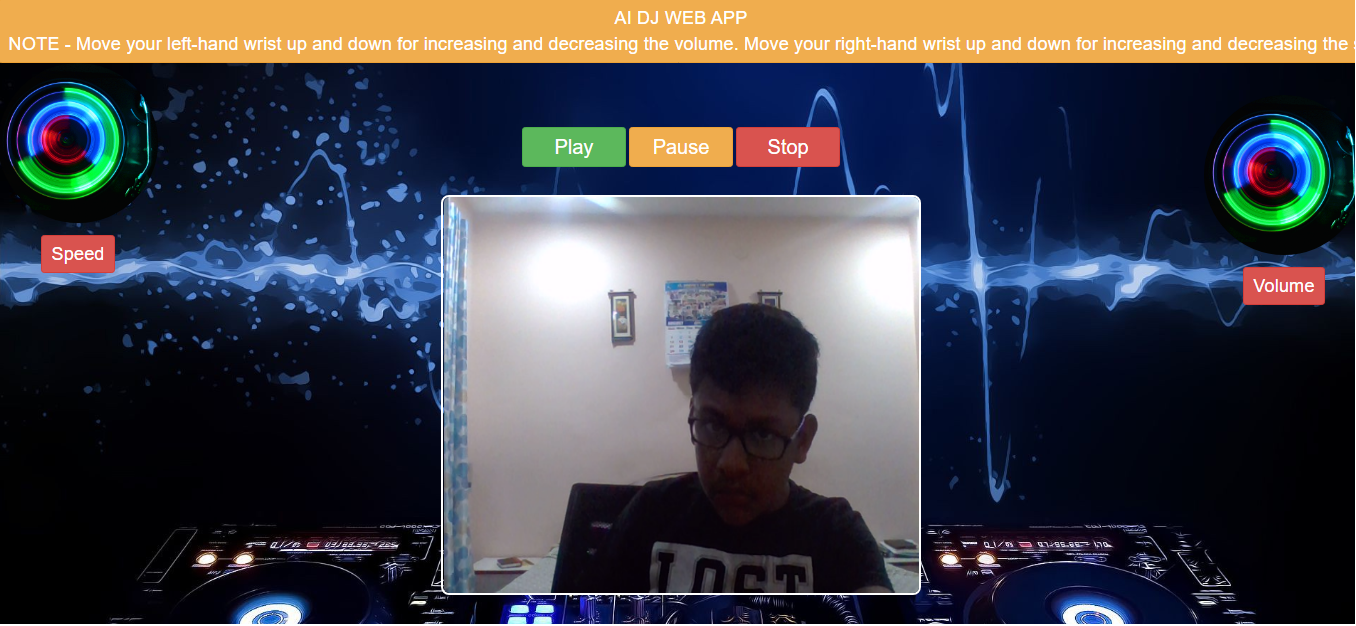 AI DJ WEB APP
NOTE - Move your left-hand wrist up and down for increasing and decreasing the volume. Move your right-hand wrist up and down for increasing and decreasing the
Play Pause Stop
Speed
Volume
LOST